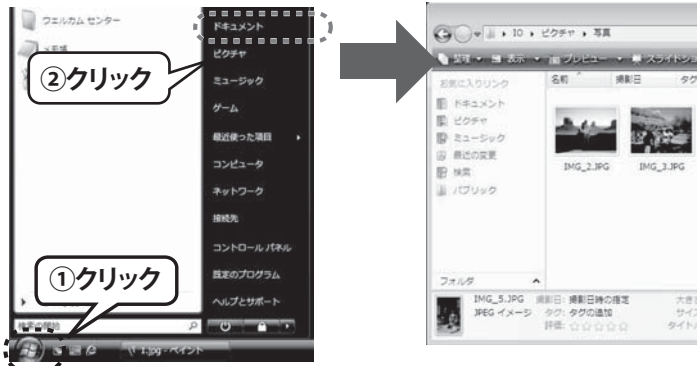 ウェルカム センター
②クリック
①クリック
検索の開始
1.jpg - ペイント
ドキュメント
ピクチャ
ミュージック
ゲーム
最近使った項目
コンピュータ
ネットワーク
接続先
コントロール パネル
既定のプログラム
ヘルプとサポート
IO ▸ ピクチャ ▸ 写真
整理 表示 プレビュー スライドショ
お気に入りリンク
ドキュメント
ピクチャ
ミュージック
最近の変更
検索
パブリック
フォルダ
名前 撮影日 タグ
IMG_2.JPG IMG_3.JPG
IMG_5.JPG 撮影日: 撮影日時の指定 大き
JPEG イメージ タグ: タグの追加 サイズ
評価: ☆☆☆☆☆ タイトル